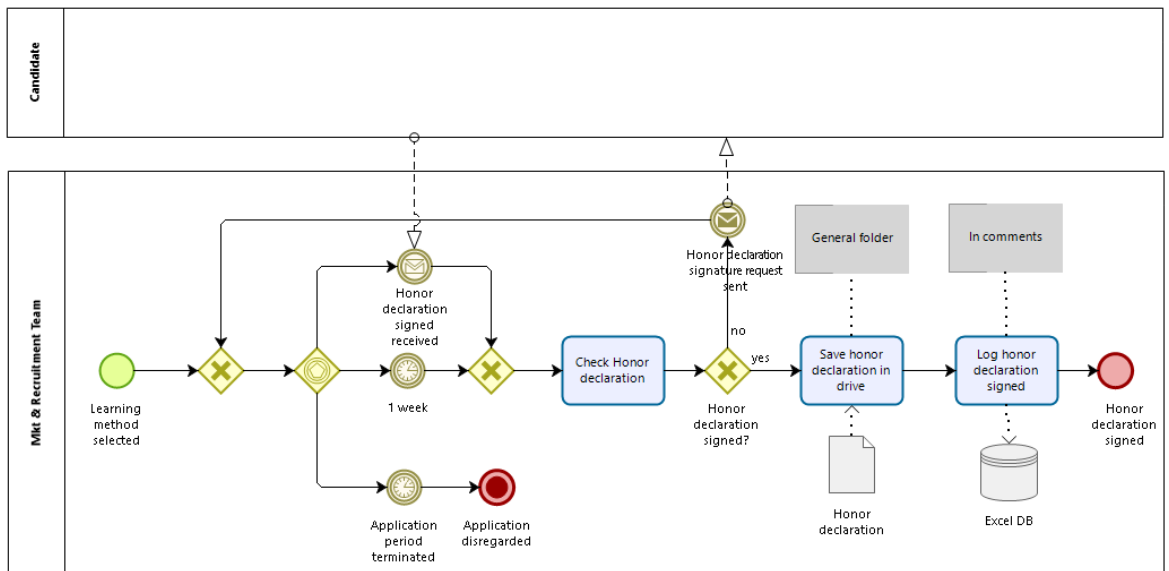 Candidate
Mkt & Recruitment Team
General folder
In comments
Honor declaration
signature request
sent
Honor
declaration
signed
received
no
yes
Check Honor
declaration
Save honor
declaration in
drive
Log honor
declaration
signed
Learning
method
selected
1 week
Honor
declaration
signed?
Honor
declaration
signed
Application
period
terminated
Application
disregarded
Honor
declaration
Excel DB